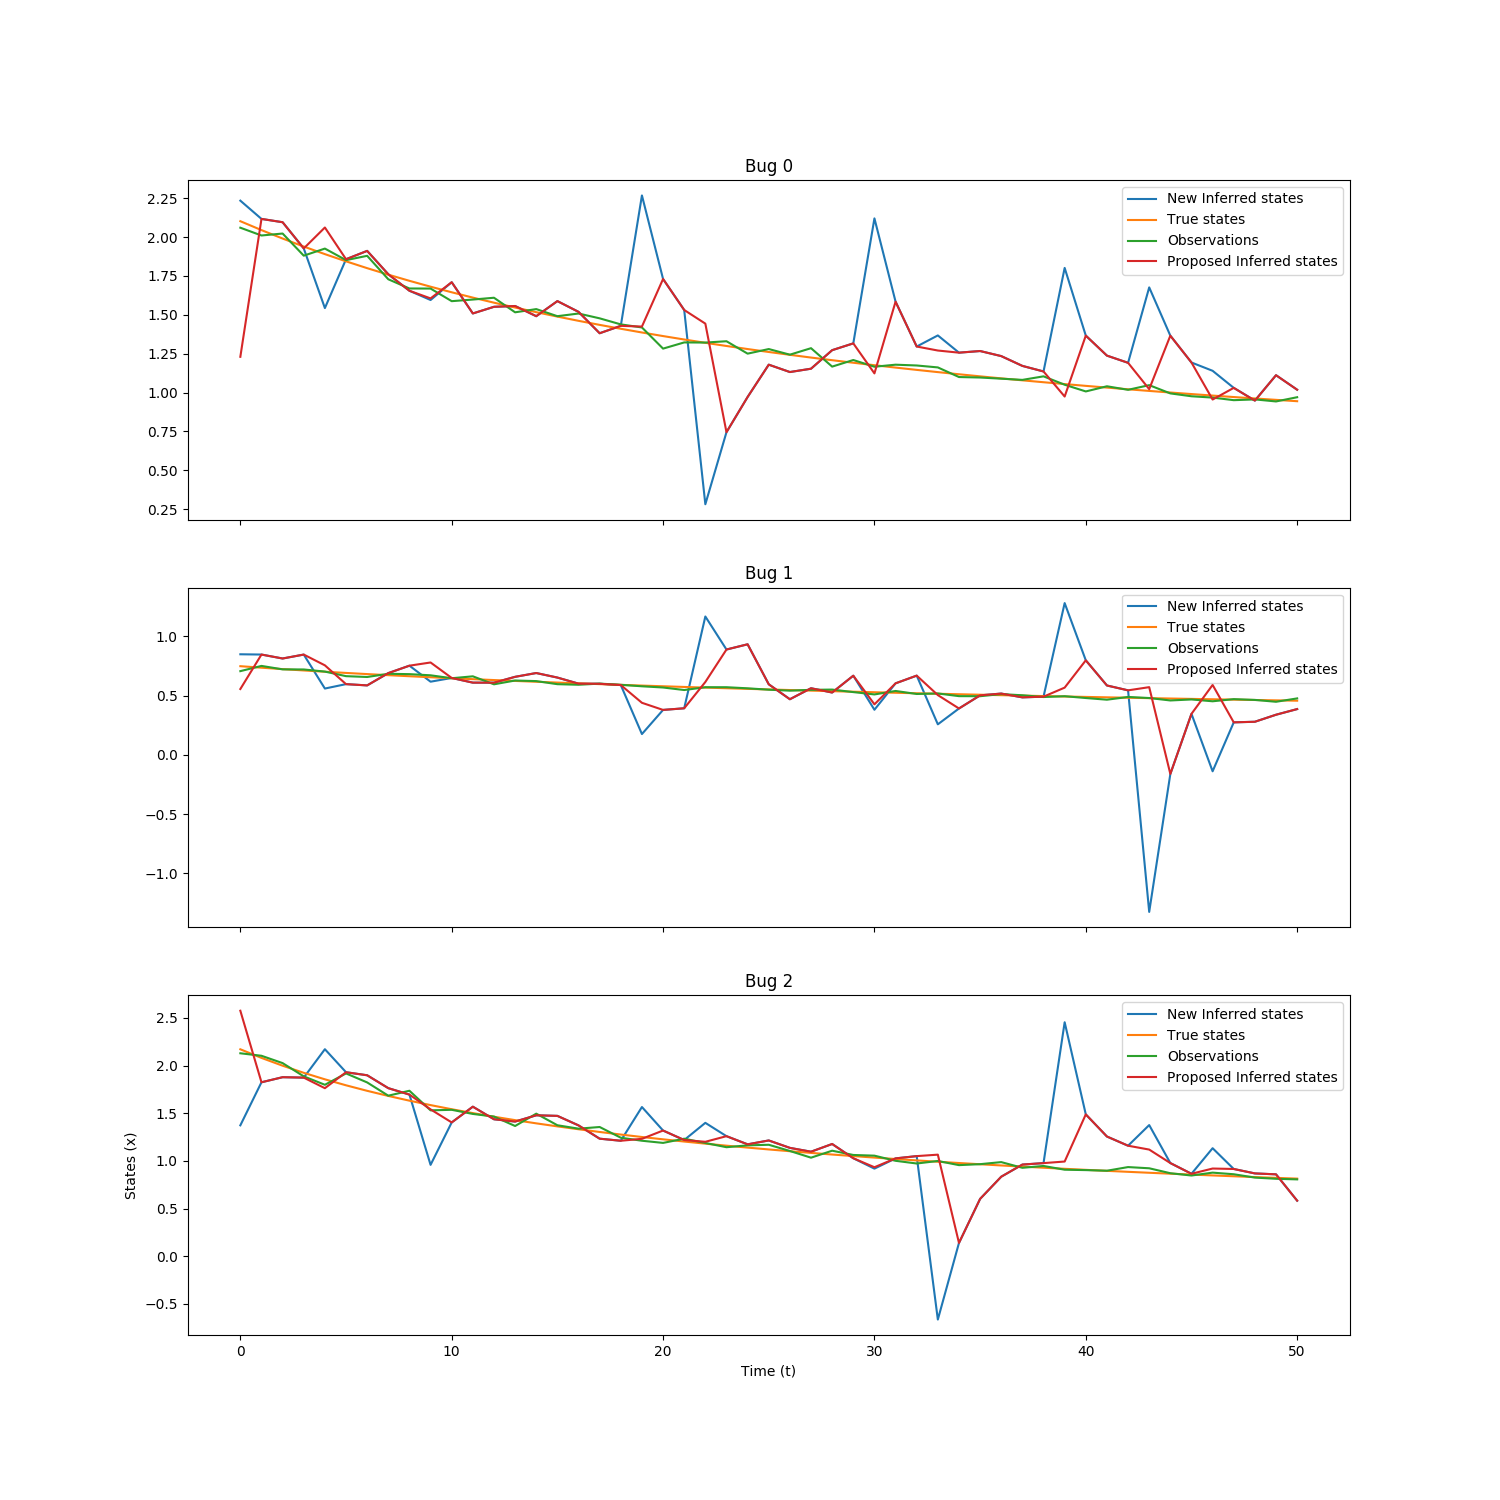 Bug 0
2.25
2.00
1.75
1.50
1.25
1.00
0.75
0.50
0.25
New Inferred states
True states
Observations
Proposed Inferred states
Bug 1
1.0
0.5
0.0
−0.5
−1.0
New Inferred states
True states
Observations
Proposed Inferred states
Bug 2
2.5
2.0
1.5
1.0
0.5
0.0
−0.5
States (x)
New Inferred states
True states
Observations
Proposed Inferred states
0 10 20 30 40 50
Time (t)